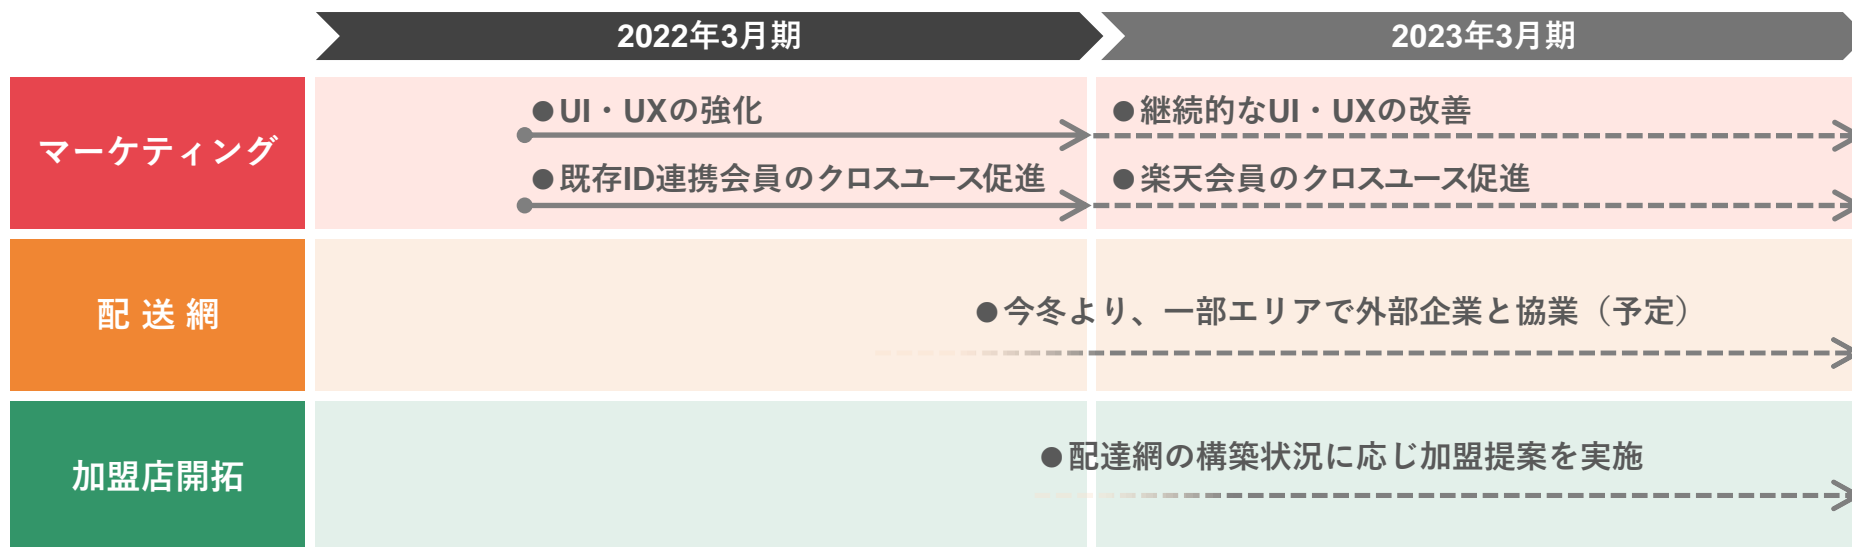 2022年3月期
2023年3月期
マーケティング
●UI・UXの強化
●継続的なUI・UXの改善
●既存ID連携会員のクロスユース促進
●楽天会員のクロスユース促進
配送網
●今冬より、一部エリアで外部企業と協業（予定）
加盟店開拓
●配達網の構築状況に応じ加盟提案を実施